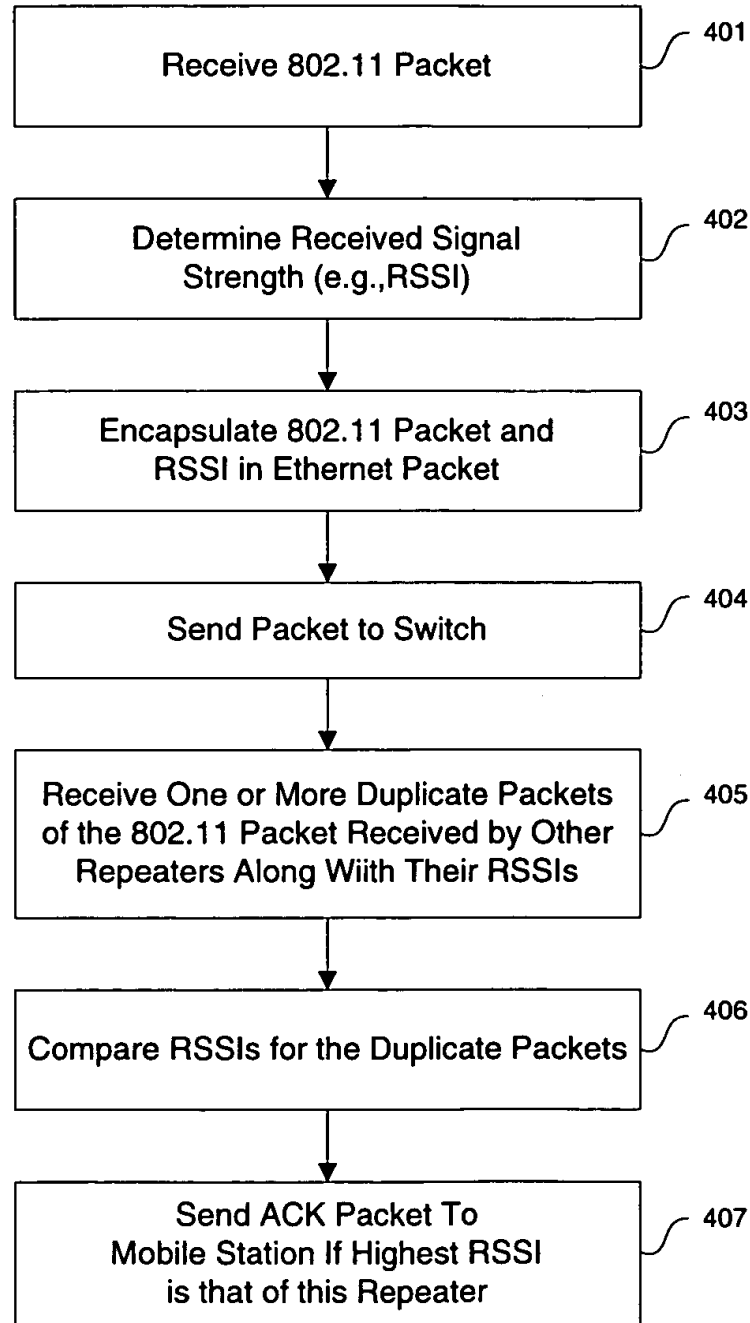 Receive 802.11 Packet
401
Determine Received Signal
Strength (e.g.,RSSI)
402
Encapsulate 802.11 Packet and
RSSI in Ethernet Packet
403
Send Packet to Switch
404
Receive One or More Duplicate Packets
of the 802.11 Packet Received by Other
Repeaters Along Wiith Their RSSIs
405
Compare RSSIs for the Duplicate Packets
406
Send ACK Packet To
Mobile Station If Highest RSSI
is that of this Repeater
407